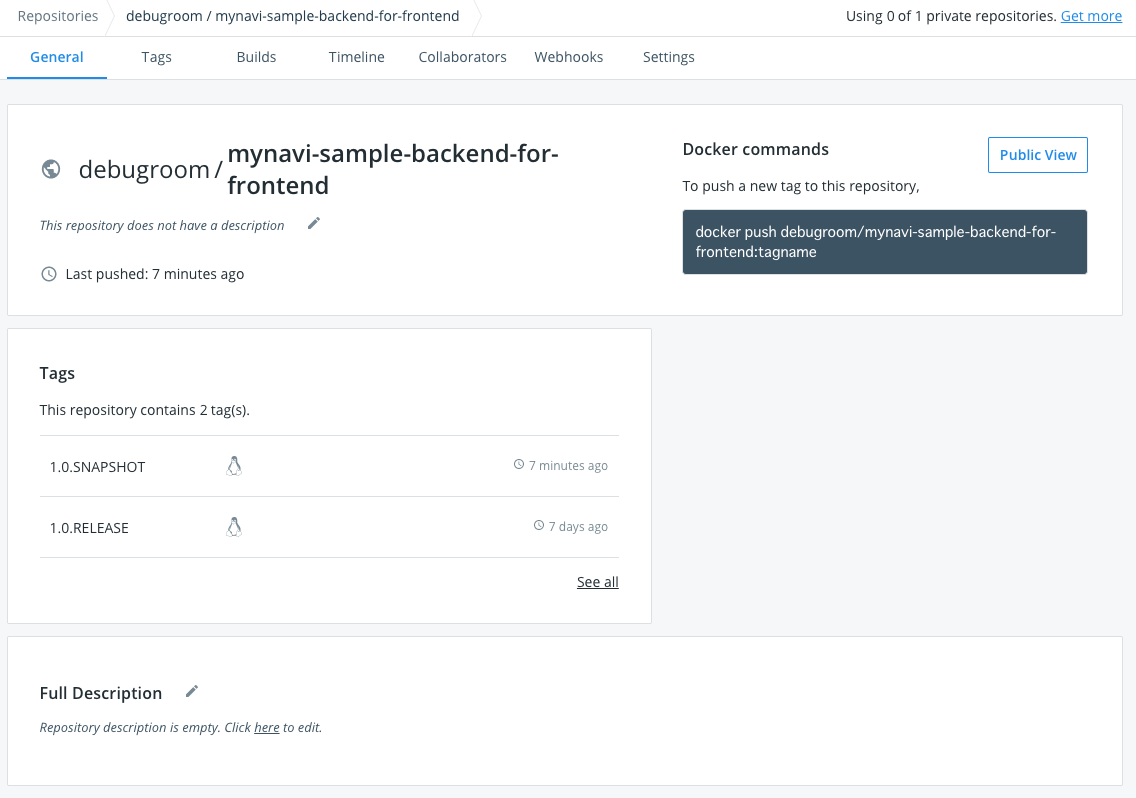 Repositories debugroom / mynavi-sample-backend-for-frontend Using 0 of 1 private repositories. Get more
General Tags Builds Timeline Collaborators Webhooks Settings
debugroom / mynavi-sample-backend-for-
frontend
This repository does not have a description
Last pushed: 7 minutes ago
Docker commands
Public View
To push a new tag to this repository,
docker push debugroom/mynavi-sample-backend-for-
frontend:tagname
Tags
This repository contains 2 tag(s).
1.0.SNAPSHOT 7 minutes ago
1.0.RELEASE 7 days ago
See all
Full Description
Repository description is empty. Click here to edit.